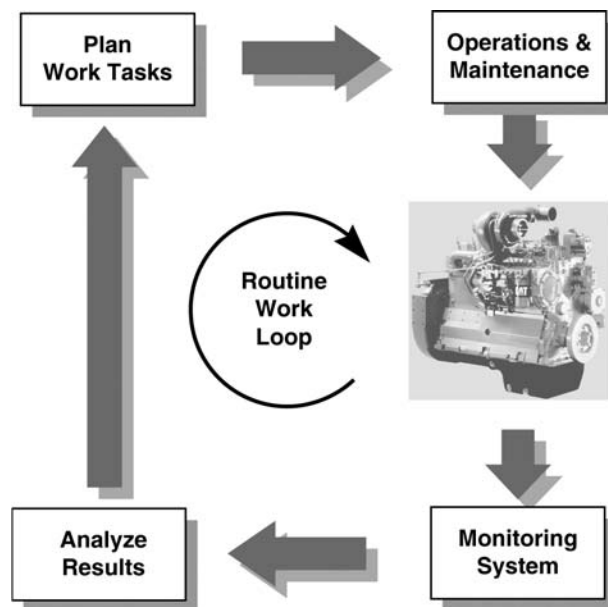 Plan
Work Tasks
Operations &
Maintenance
Routine
Work
Loop
Analyze
Results
Monitoring
System